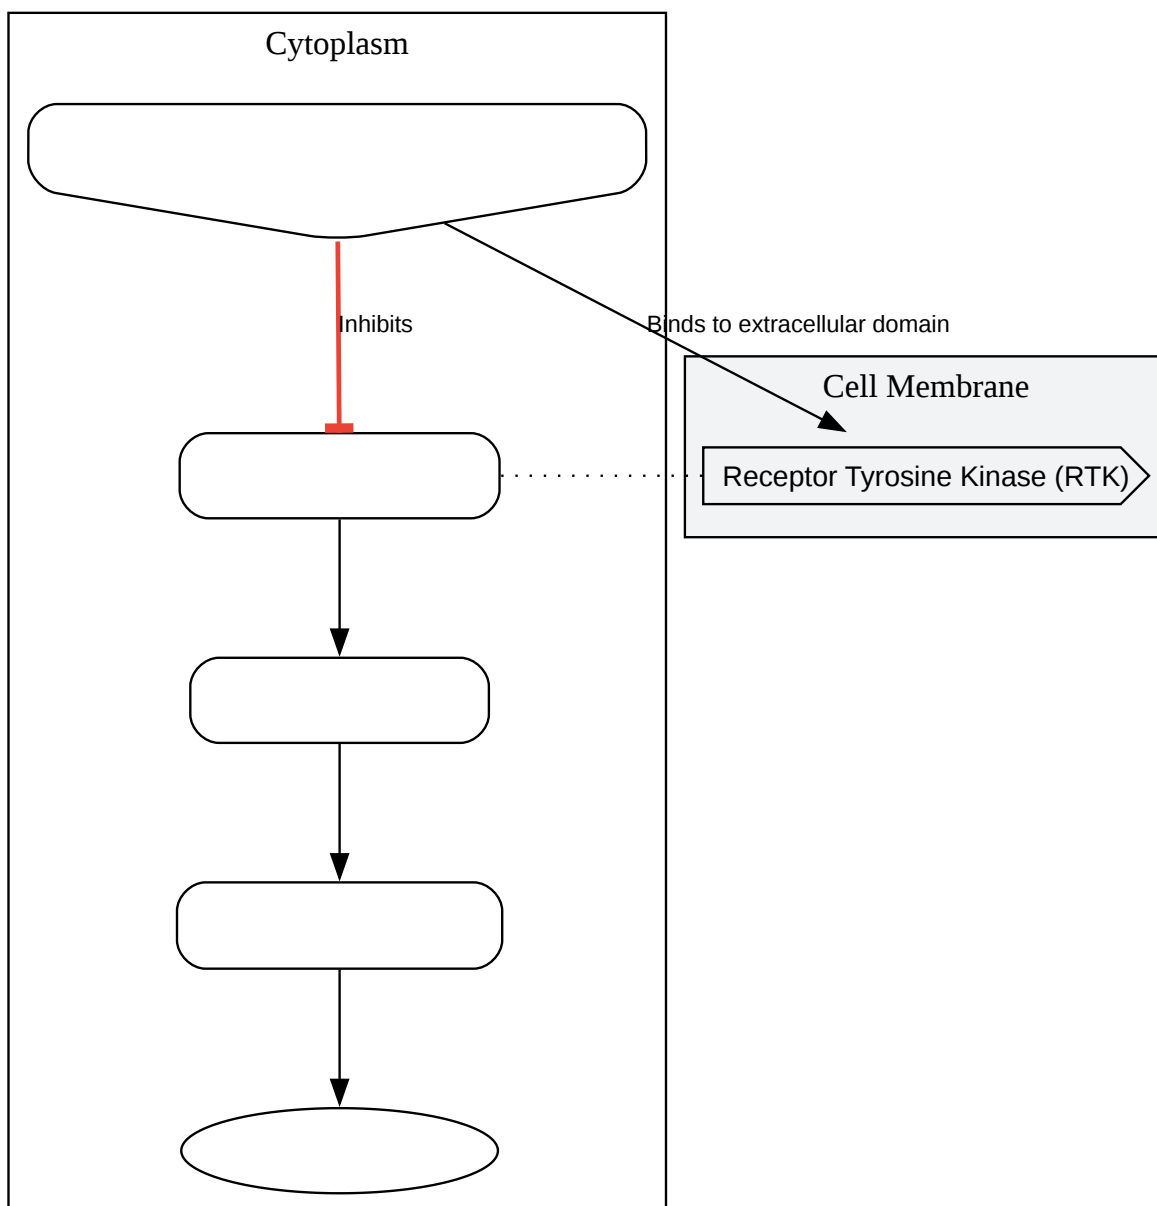 Cytoplasm
Inhibits
Binds to extracellular domain
Cell Membrane
Receptor Tyrosine Kinase (RTK)